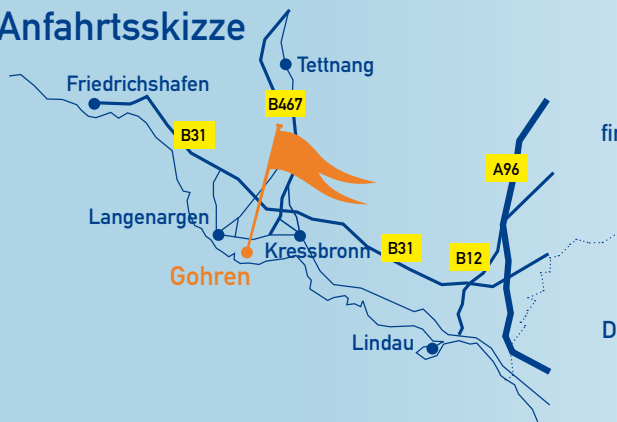 Anfahrtsskizze
Tettnang
Friedrichshafen
B467
B31
A96
Langenargen
Kressbronn
B31
B12
Gohren
Lindau